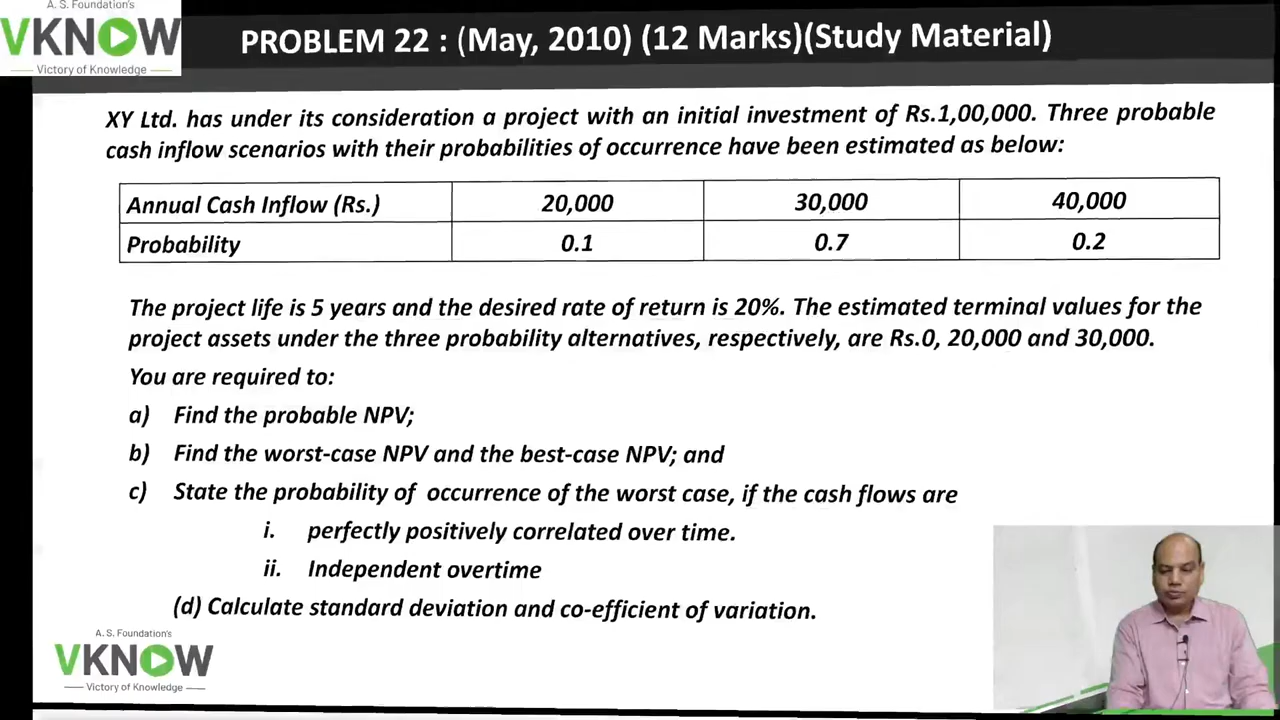 A. S. Foundation's
VKNOW
Victory of Knowledge
PROBLEM 22 : (May, 2010) (12 Marks)(Study Material)
XY Ltd. has under its consideration a project with an initial investment of Rs.1,00,000. Three probable
cash inflow scenarios with their probabilities of occurrence have been estimated as below:
Annual Cash Inflow (Rs.) 20,000 30,000 40,000
Probability 0.1 0.7 0.2
The project life is 5 years and the desired rate of return is 20%. The estimated terminal values for the
project assets under the three probability alternatives, respectively, are Rs.0, 20,000 and 30,000.
You are required to:
a) Find the probable NPV;
b) Find the worst-case NPV and the best-case NPV; and
c) State the probability of occurrence of the worst case, if the cash flows are
i. perfectly positively correlated over time.
ii. Independent overtime
(d) Calculate standard deviation and co-efficient of variation.
A. S. Foundation's
VKNOW
Victory of Knowledge